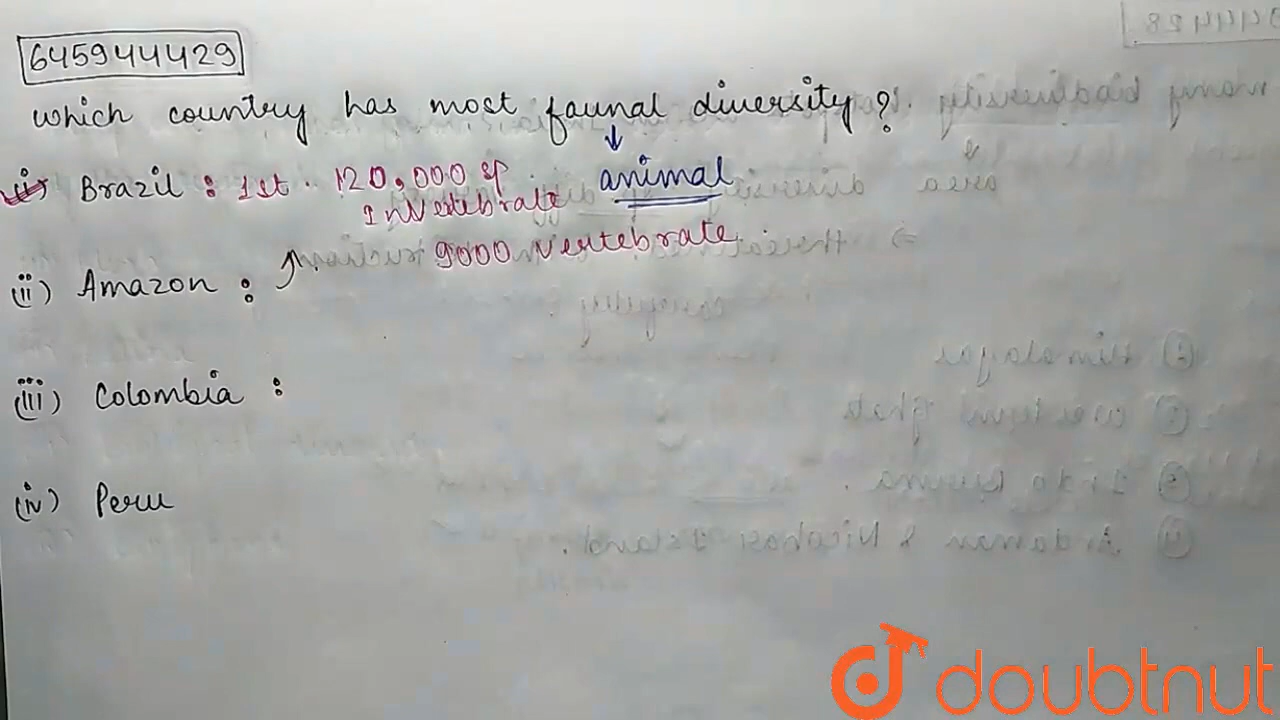 645944429
which country has most faunal diversity ?
(i) Brazil : 1st . 120,000 sp animal
Invertebrate
9000 vertebrate.
(ii) Amazon :
(iii) Colombia :
(iv) Peru
doubtnut